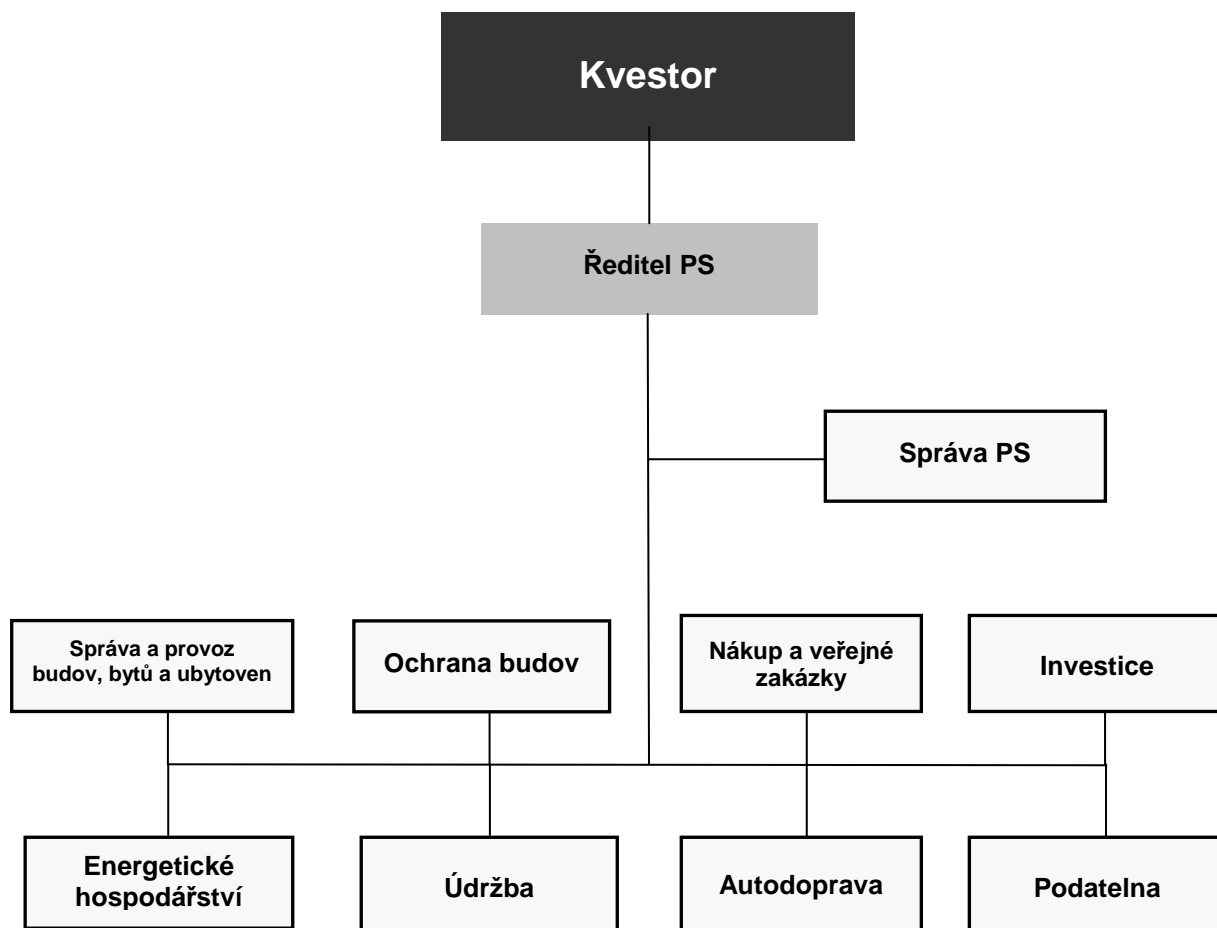 Kvestor
Ředitel PS
Správa PS
Správa a provoz
budov, bytů a ubytoven
Ochrana budov
Nákup a veřejné
zakázky
Investice
Energetické
hospodářství
Údržba
Autodoprava
Podatelna